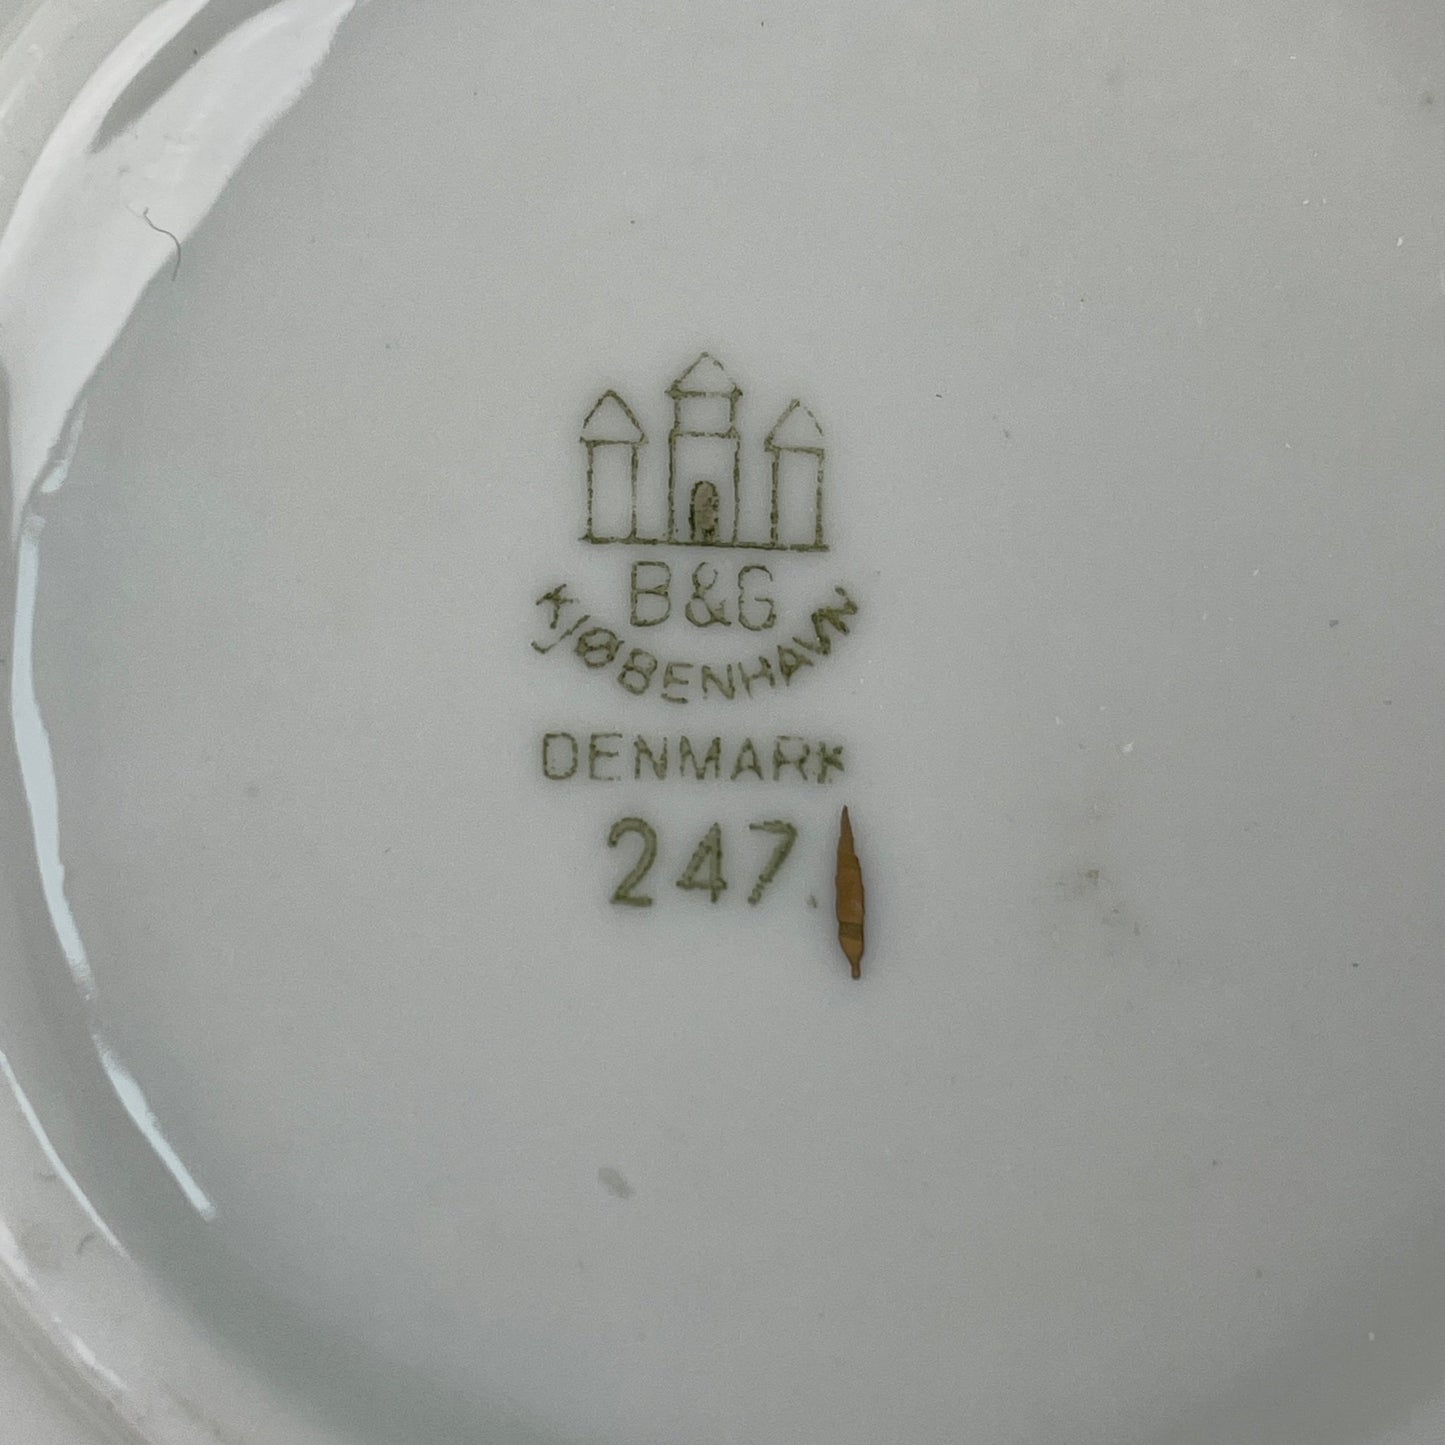 B&G
KJØBENHAVN
DENMARK
247.